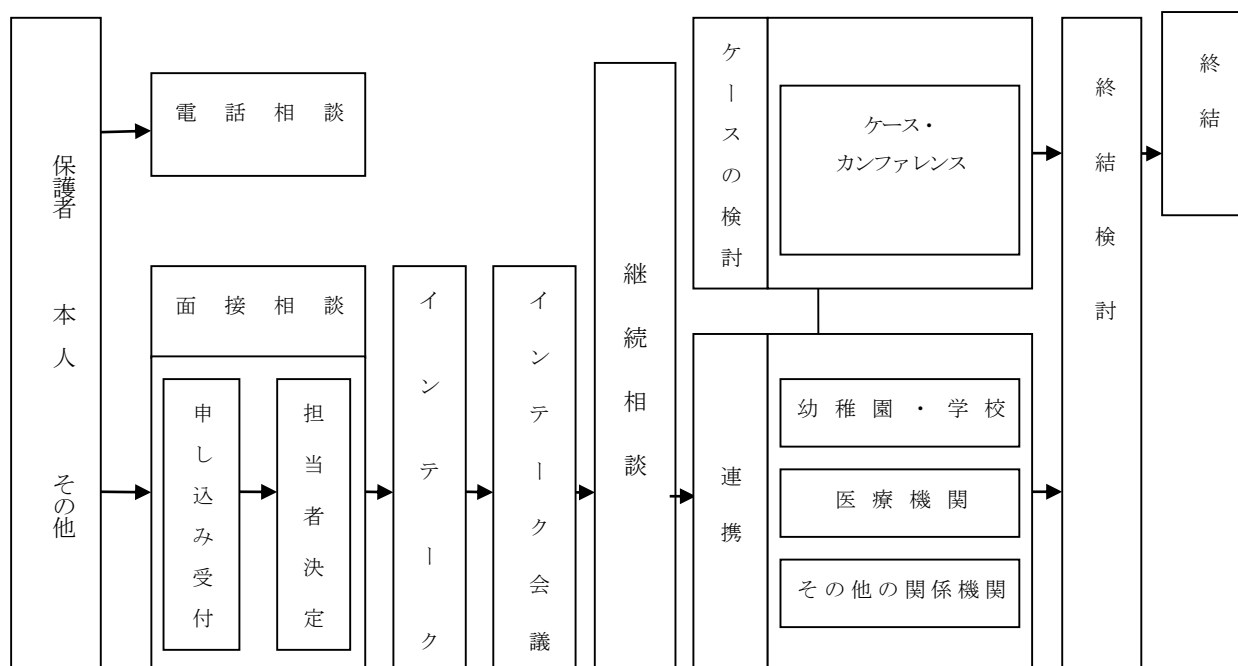 保護者
本人
その他
電話相談
面接相談
申し込み受付
担当者決定
インテーク
インテーク会議
継続相談
ケースの検討
ケース・
カンファレンス
連携
幼稚園・学校
医療機関
その他の関係機関
終結検討
終結